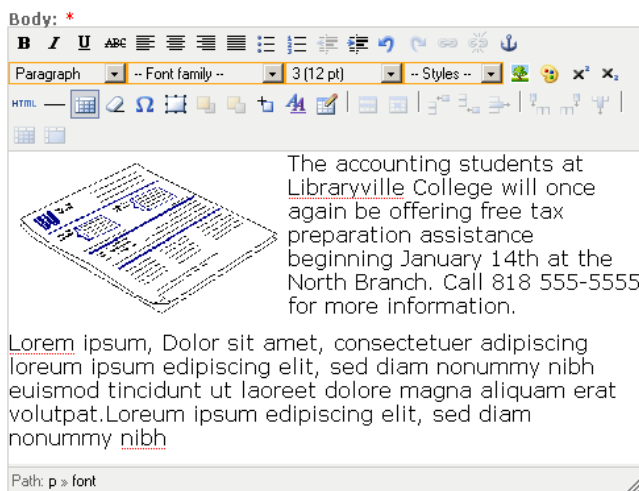 Body: *
B I U ABC
Paragraph -- Font family -- 3 (12 pt) -- Styles -- x² x₂
HTML Ω A
The accounting students at
Libraryville College will once
again be offering free tax
preparation assistance
beginning January 14th at the
North Branch. Call 818 555-5555
for more information.
Lorem ipsum, Dolor sit amet, consectetuer adipiscing
loreum ipsum edipiscing elit, sed diam nonummy nibh
euismod tincidunt ut laoreet dolore magna aliquam erat
volutpat.Loreum ipsum edipiscing elit, sed diam
nonummy nibh
Path: p » font